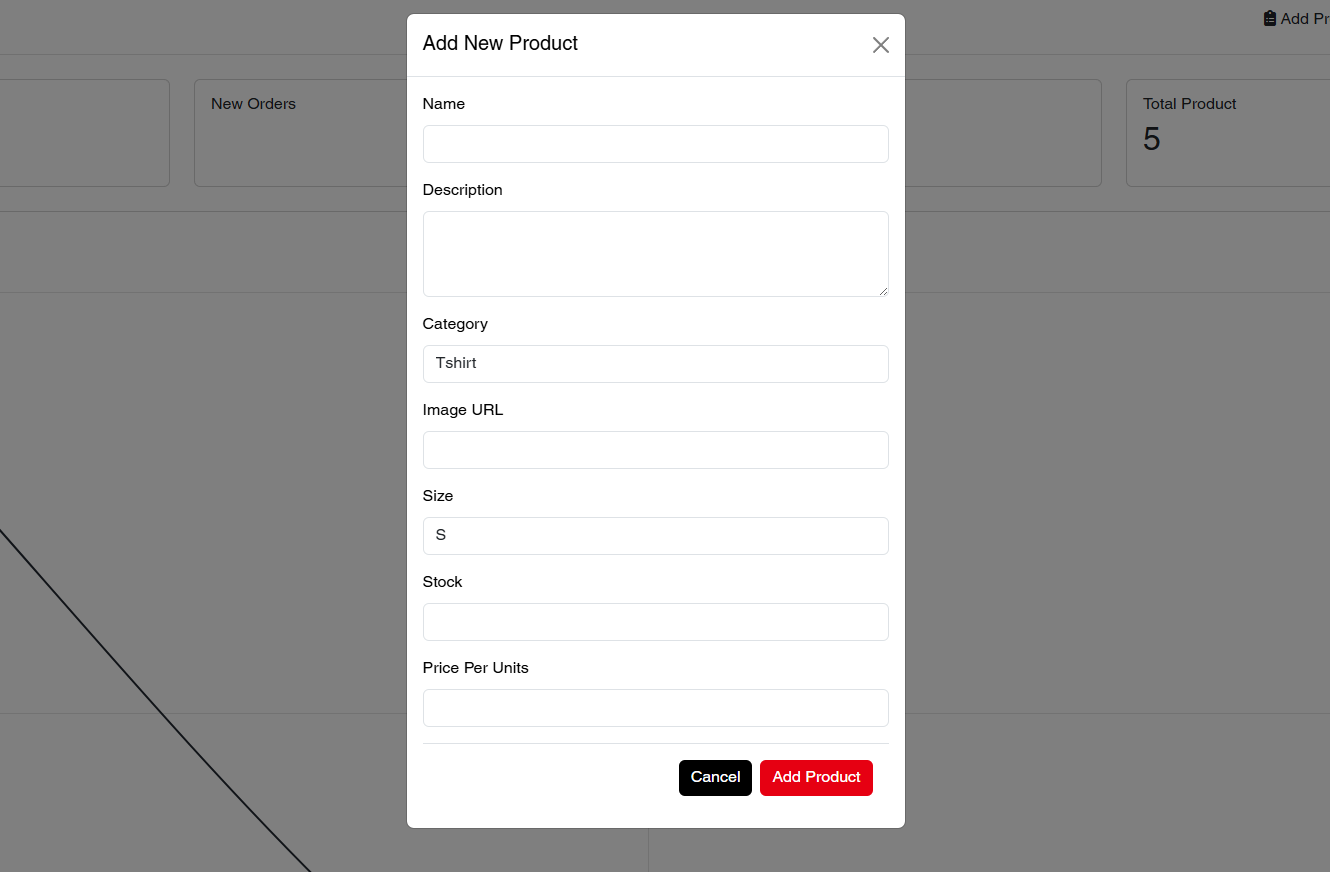 Add New Product
Add Pr
New Orders
Total Product
5
Name
Description
Category
Tshirt
Image URL
Size
S
Stock
Price Per Units
Cancel
Add Product